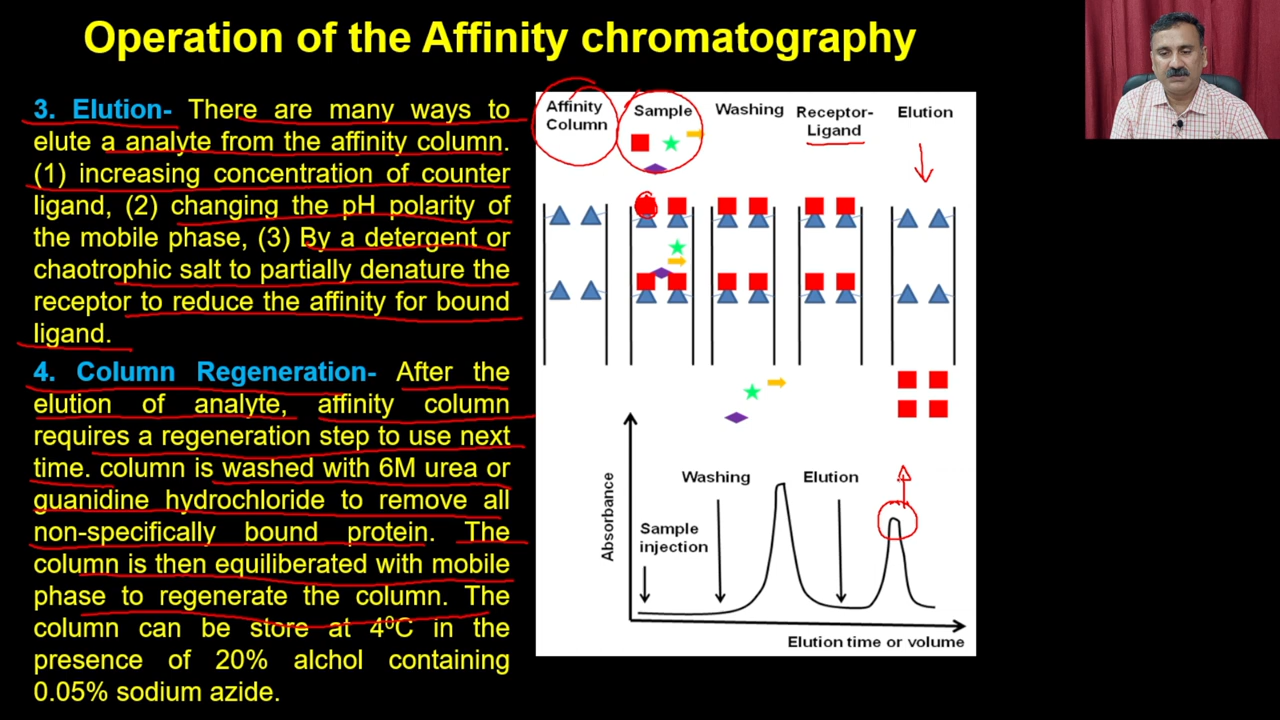 Operation of the Affinity chromatography
3. Elution- There are many ways to
elute a analyte from the affinity column.
(1) increasing concentration of counter
ligand, (2) changing the pH polarity of
the mobile phase, (3) By a detergent or
chaotrophic salt to partially denature the
receptor to reduce the affinity for bound
ligand.
4. Column Regeneration- After the
elution of analyte, affinity column
requires a regeneration step to use next
time. column is washed with 6M urea or
guanidine hydrochloride to remove all
non-specifically bound protein. The
column is then equiliberated with mobile
phase to regenerate the column. The
column can be store at 4⁰C in the
presence of 20% alchol containing
0.05% sodium azide.
Affinity
Column
Sample
Washing
Receptor-
Ligand
Elution
Absorbance
Washing
Elution
Sample
injection
Elution time or volume